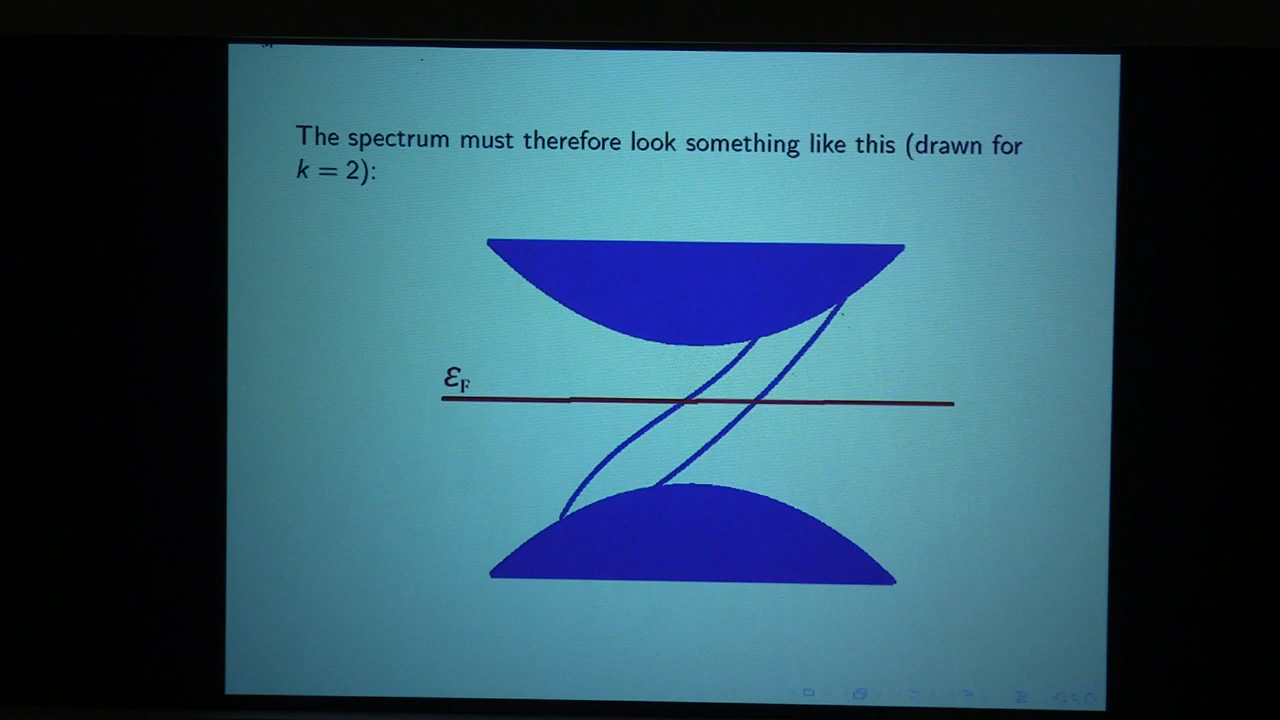 The spectrum must therefore look something like this (drawn for
k = 2):
εF